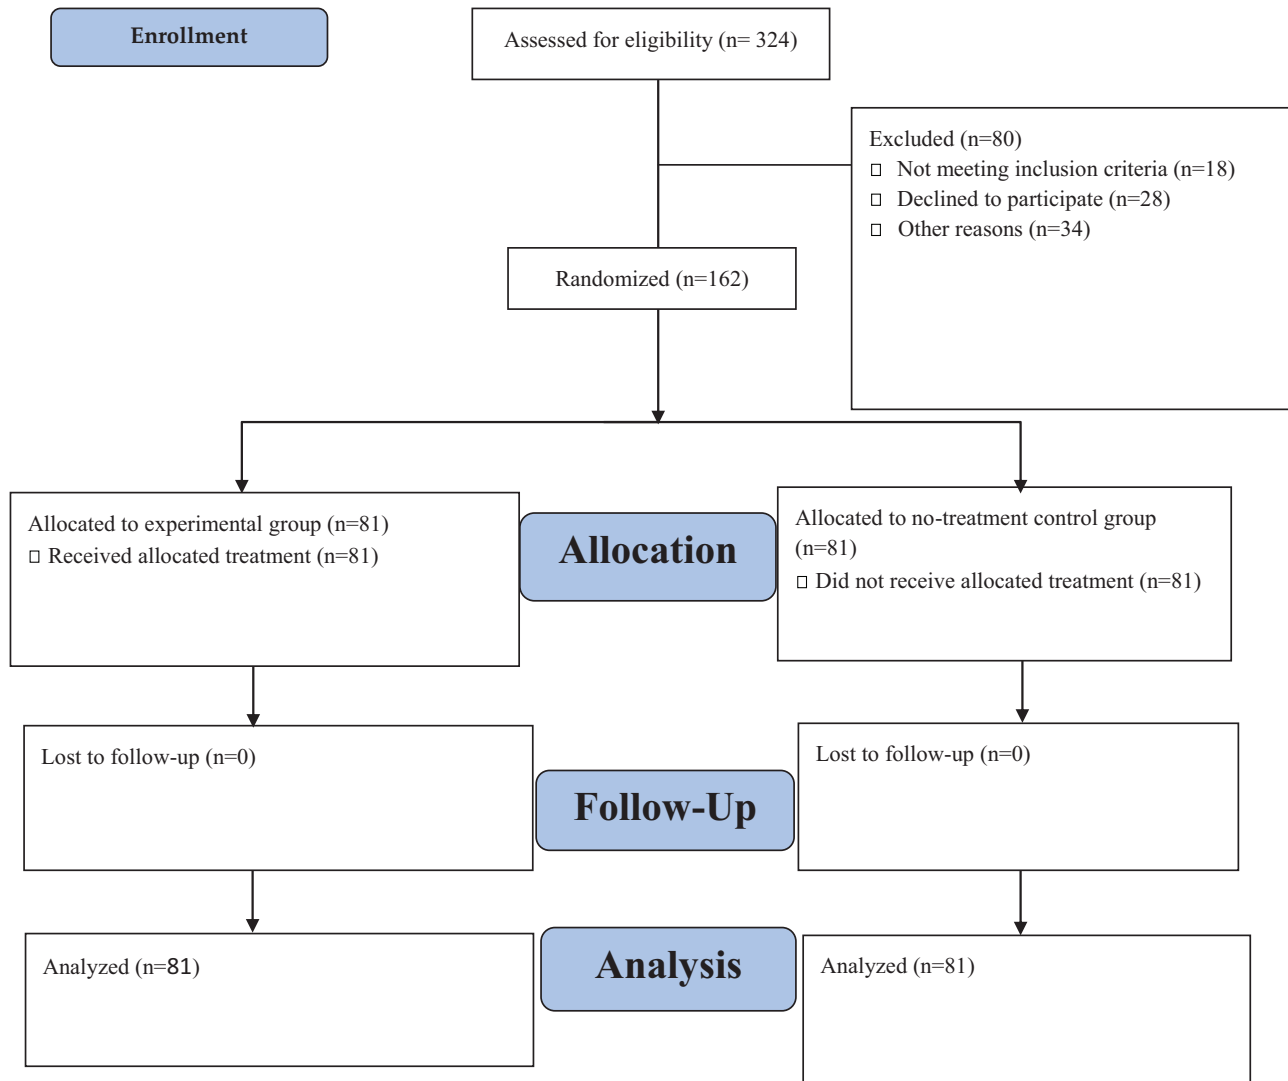 Enrollment
Assessed for eligibility (n= 324)
Excluded (n=80)
□ Not meeting inclusion criteria (n=18)
□ Declined to participate (n=28)
□ Other reasons (n=34)
Randomized (n=162)
Allocated to experimental group (n=81)
□ Received allocated treatment (n=81)
Allocation
Allocated to no-treatment control group
(n=81)
□ Did not receive allocated treatment (n=81)
Lost to follow-up (n=0)
Follow-Up
Lost to follow-up (n=0)
Analyzed (n=81)
Analysis
Analyzed (n=81)